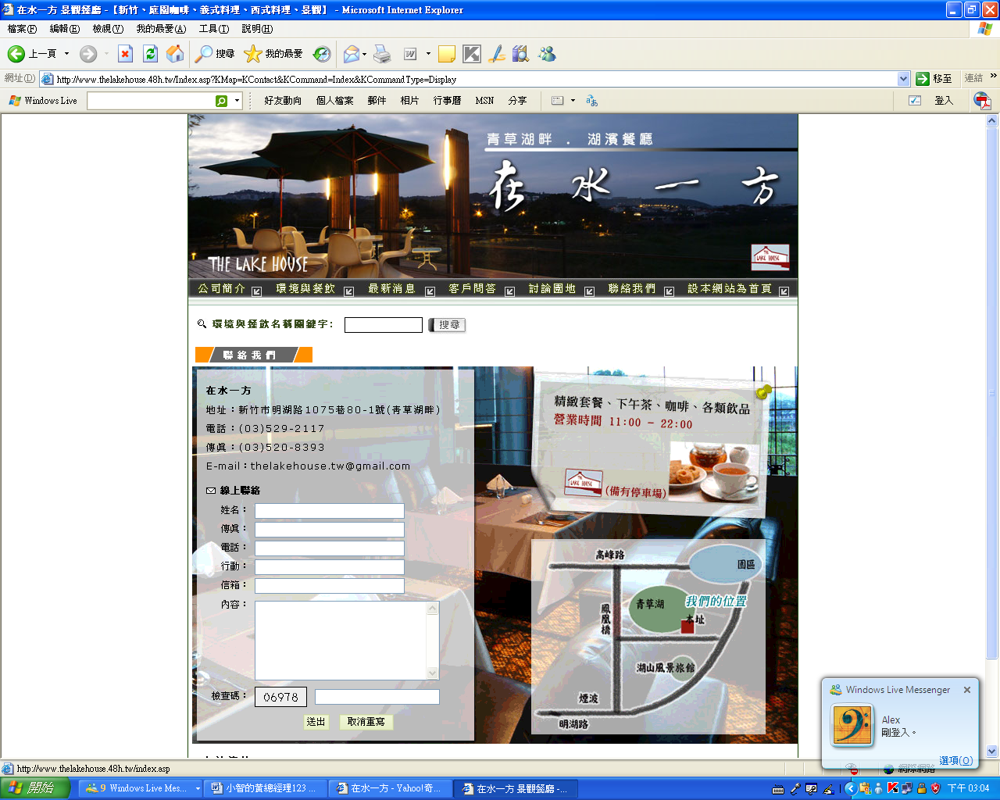 在水一方 景觀餐廳 -【新竹、庭園咖啡、義式料理、西式料理、景觀】 - Microsoft Internet Explorer
檔案(F) 編輯(E) 檢視(V) 我的最愛(A) 工具(T) 說明(H)
上一頁 搜尋 我的最愛
網址(D) http://www.thelakehouse.48h.tw/Index.asp?KMap=KContact&KCommand=Index&KCommandType=Display 移至 連結 »
Windows Live 好友動向 個人檔案 郵件 相片 行事曆 MSN 分享 登入
青草湖畔 . 湖濱餐廳
在水一方
THE LAKE HOUSE
THE LAKE HOUSE
公司簡介 環境與餐飲 最新消息 客戶問答 討論園地 聯絡我們 設本網站為首頁
環境與餐飲名稱關鍵字: 搜尋
聯絡我們
在水一方
地址：新竹市明湖路1075巷80-1號(青草湖畔)
電話：(03)529-2117
傳真：(03)520-8393
E-mail：thelakehouse.tw@gmail.com
線上聯絡
姓名：
傳真：
電話：
行動：
信箱：
內容：
檢查碼： 06978
送出 取消重寫
精緻套餐、下午茶、咖啡、各類飲品
營業時間 11:00 - 22:00
THE LAKE HOUSE (備有停車場)
高峰路
園區
青草湖
我們的位置
本址
鳳凰橋
湖山風景旅館
煙波
明湖路
Windows Live Messenger
Alex
剛登入。
選項(O)
http://www.thelakehouse.48h.tw/index.asp 網際網路
開始 9 Windows Live Mes... 小智的黃總經理123 ... 在水一方 - Yahoo!奇... 在水一方 景觀餐廳 -... 下午 03:04